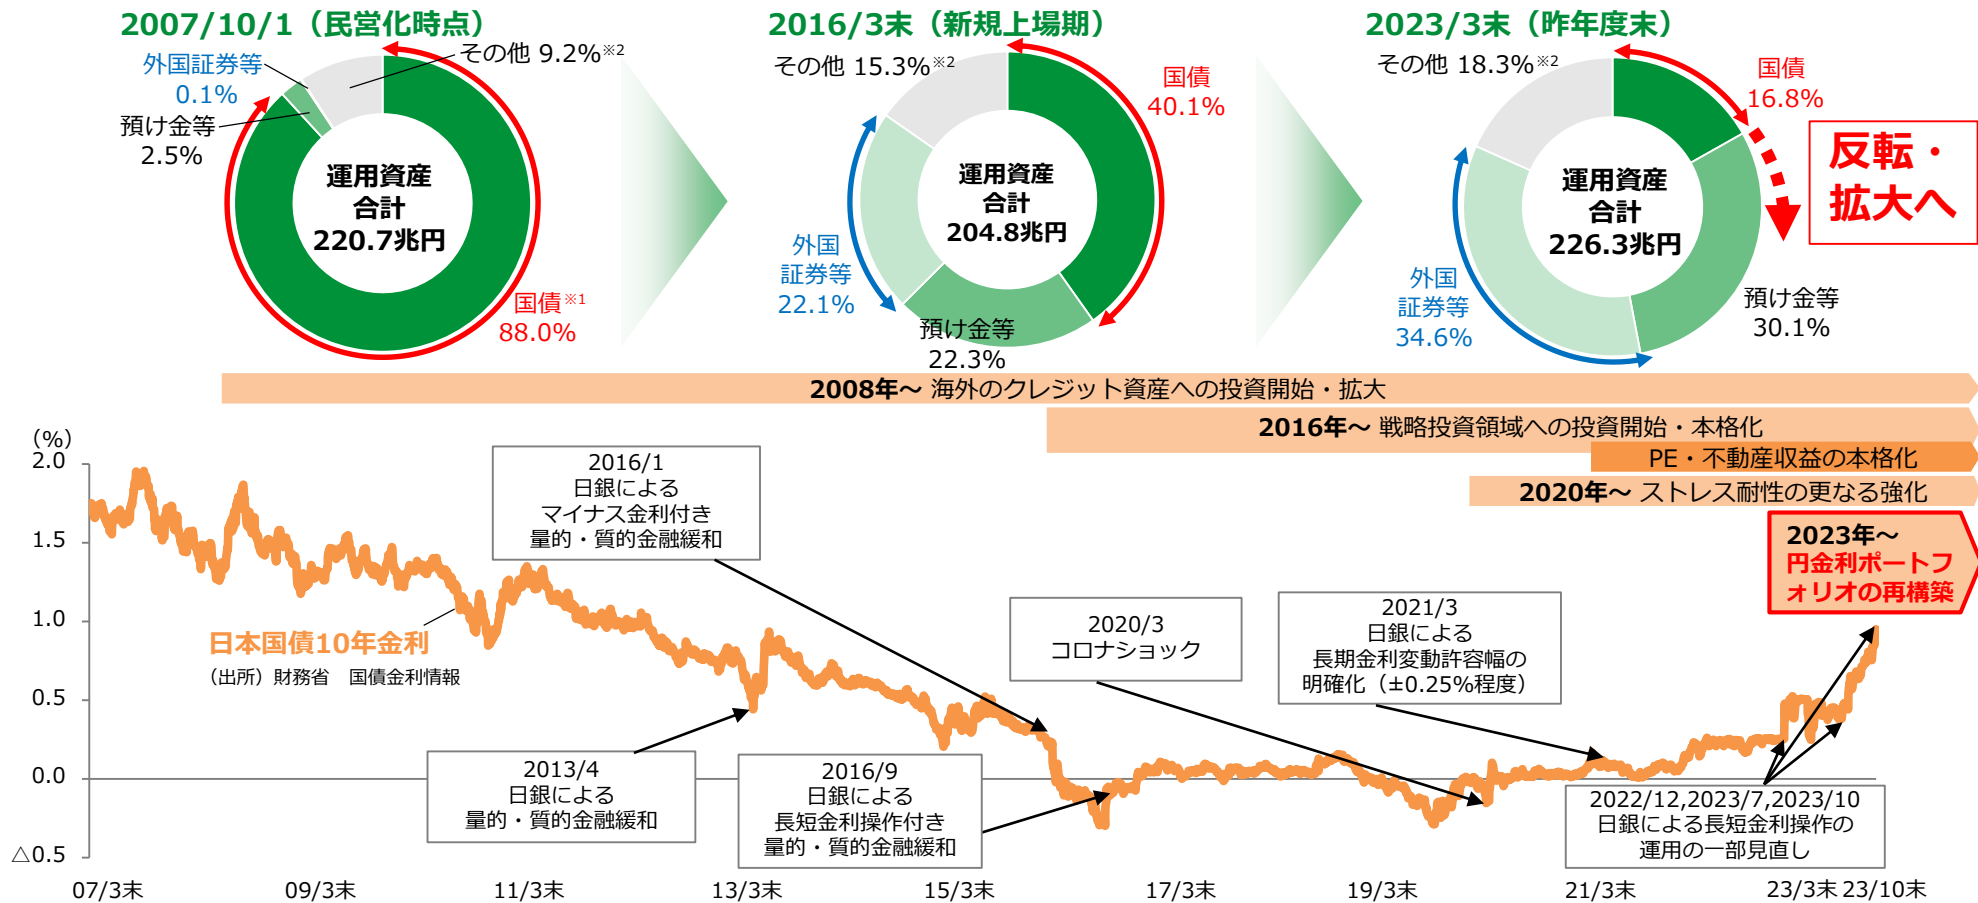 2007/10/1（民営化時点）
外国証券等
0.1%
その他 9.2%※2
預け金等
2.5%
運用資産
合計
220.7兆円
国債※1
88.0%
2016/3末（新規上場期）
その他 15.3%※2
国債
40.1%
運用資産
合計
204.8兆円
外国
証券等
22.1%
預け金等
22.3%
2023/3末（昨年度末）
その他 18.3%※2
国債
16.8%
反転・
拡大へ
運用資産
合計
226.3兆円
外国
証券等
34.6%
預け金等
30.1%
2008年～ 海外のクレジット資産への投資開始・拡大
2016年～ 戦略投資領域への投資開始・本格化
PE・不動産収益の本格化
2020年～ ストレス耐性の更なる強化
2023年～
円金利ポートフ
ォリオの再構築
（%）
2.0
1.5
1.0
0.5
0.0
△0.5
日本国債10年金利
（出所）財務省　国債金利情報
2016/1
日銀による
マイナス金利付き
量的・質的金融緩和
2013/4
日銀による
量的・質的金融緩和
2016/9
日銀による
長短金利操作付き
量的・質的金融緩和
2020/3
コロナショック
2021/3
日銀による
長期金利変動許容幅の
明確化（±0.25%程度）
2022/12,2023/7,2023/10
日銀による長短金利操作の
運用の一部見直し
07/3末
09/3末
11/3末
13/3末
15/3末
17/3末
19/3末
21/3末
23/3末
23/10末